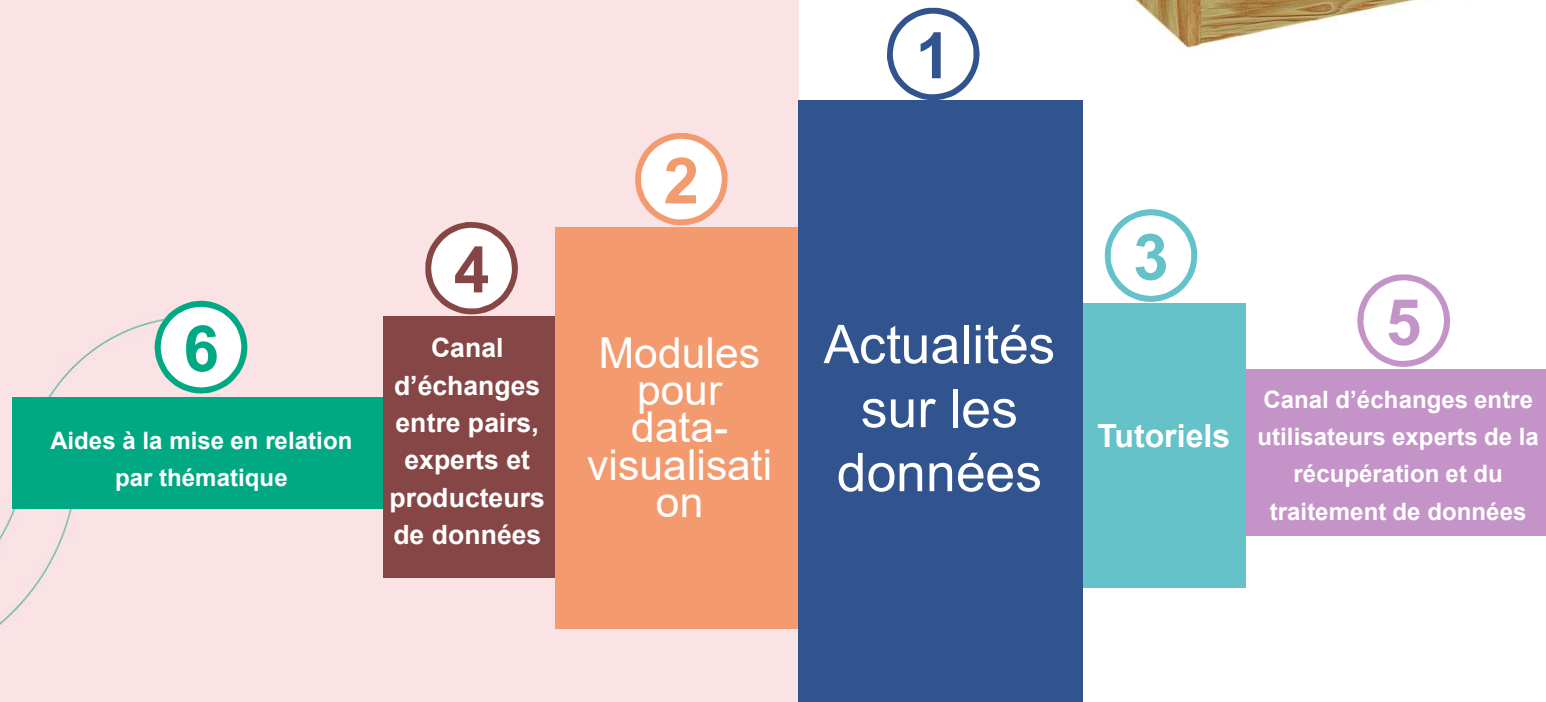 1
Actualités
sur les
données
2
Modules
pour
data-
visualisati
on
3
Tutoriels
4
Canal
d’échanges
entre pairs,
experts et
producteurs
de données
5
Canal d’échanges entre
utilisateurs experts de la
récupération et du
traitement de données
6
Aides à la mise en relation
par thématique